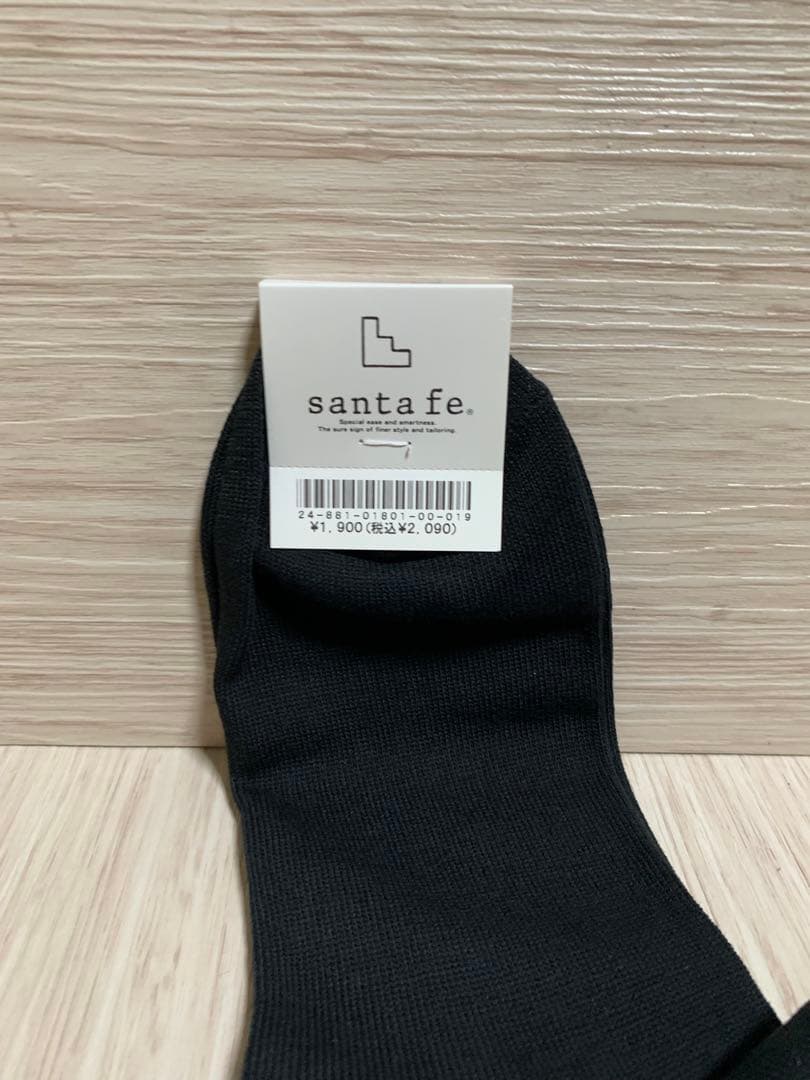 santa fe®
Special ease and smartness.
The sure sign of finer style and tailoring.
24-881-01801-00-019
¥1,900(税込¥2,090)